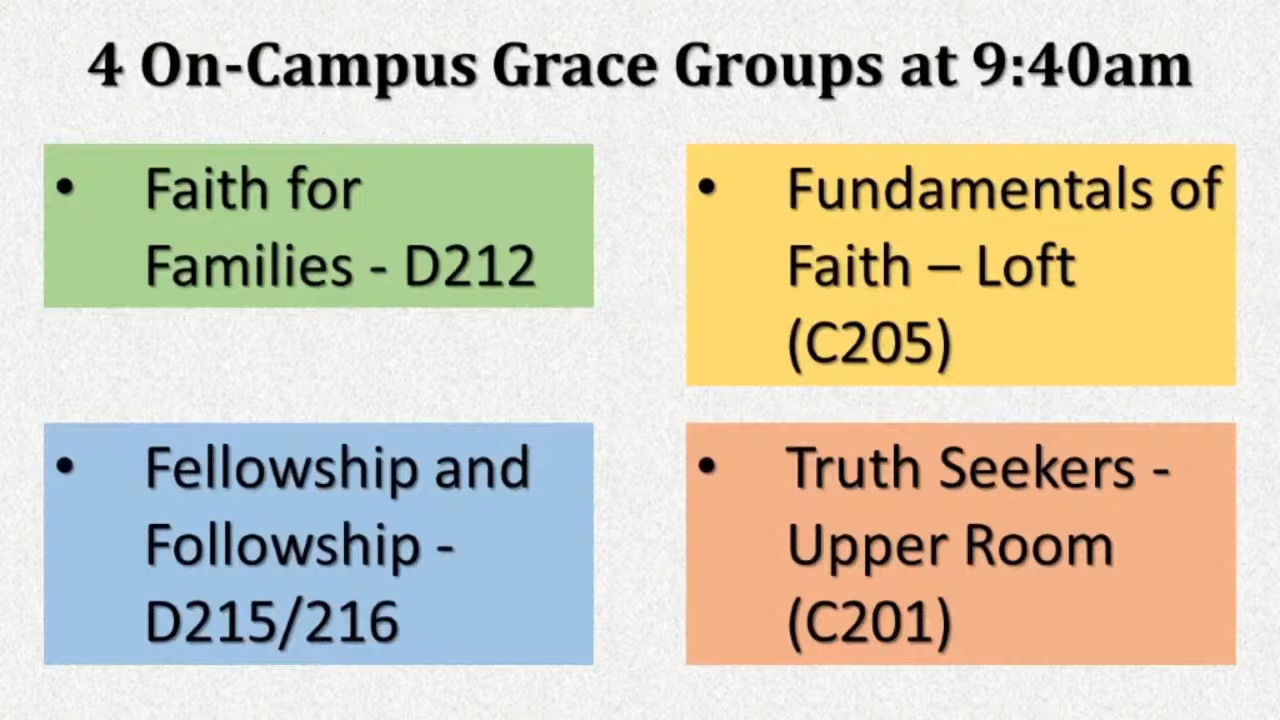 4 On-Campus Grace Groups at 9:40am
• Faith for
Families - D212
• Fundamentals of
Faith – Loft
(C205)
• Fellowship and
Followship -
D215/216
• Truth Seekers -
Upper Room
(C201)